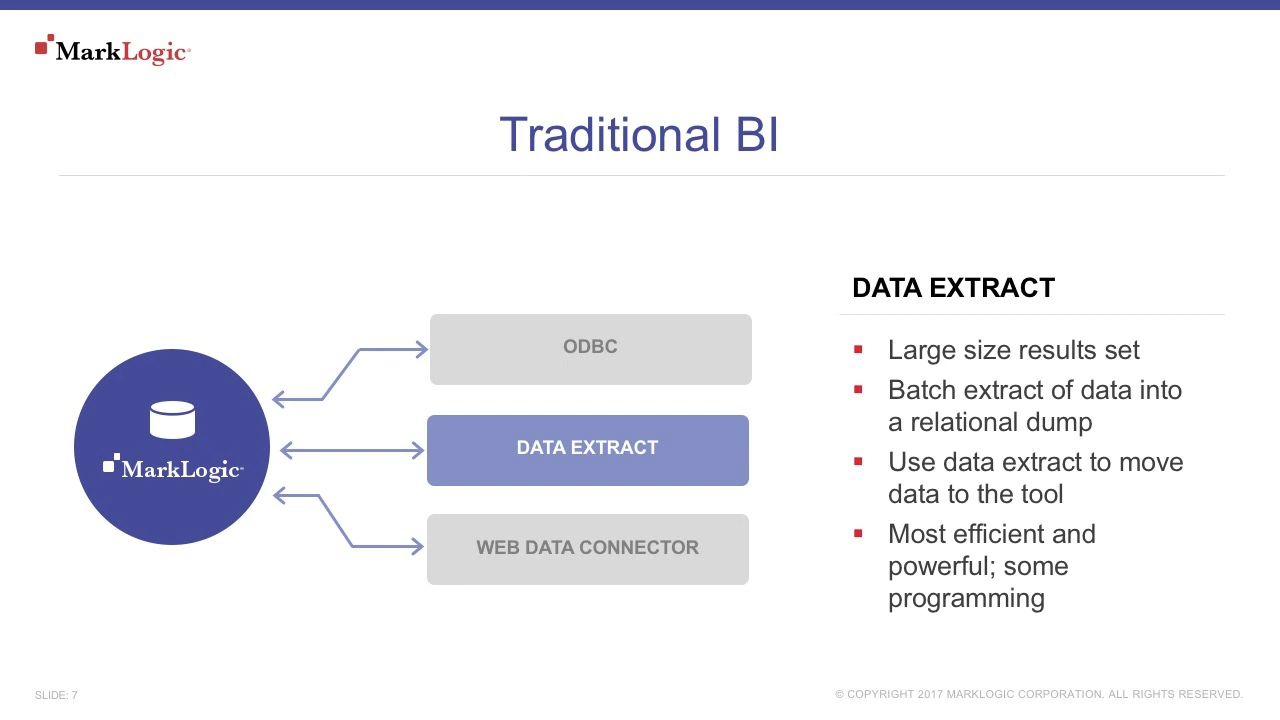 MarkLogic
Traditional BI
ODBC
DATA EXTRACT
WEB DATA CONNECTOR
MarkLogic
DATA EXTRACT
Large size results set
Batch extract of data into
a relational dump
Use data extract to move
data to the tool
Most efficient and
powerful; some
programming
SLIDE: 7
© COPYRIGHT 2017 MARKLOGIC CORPORATION. ALL RIGHTS RESERVED.